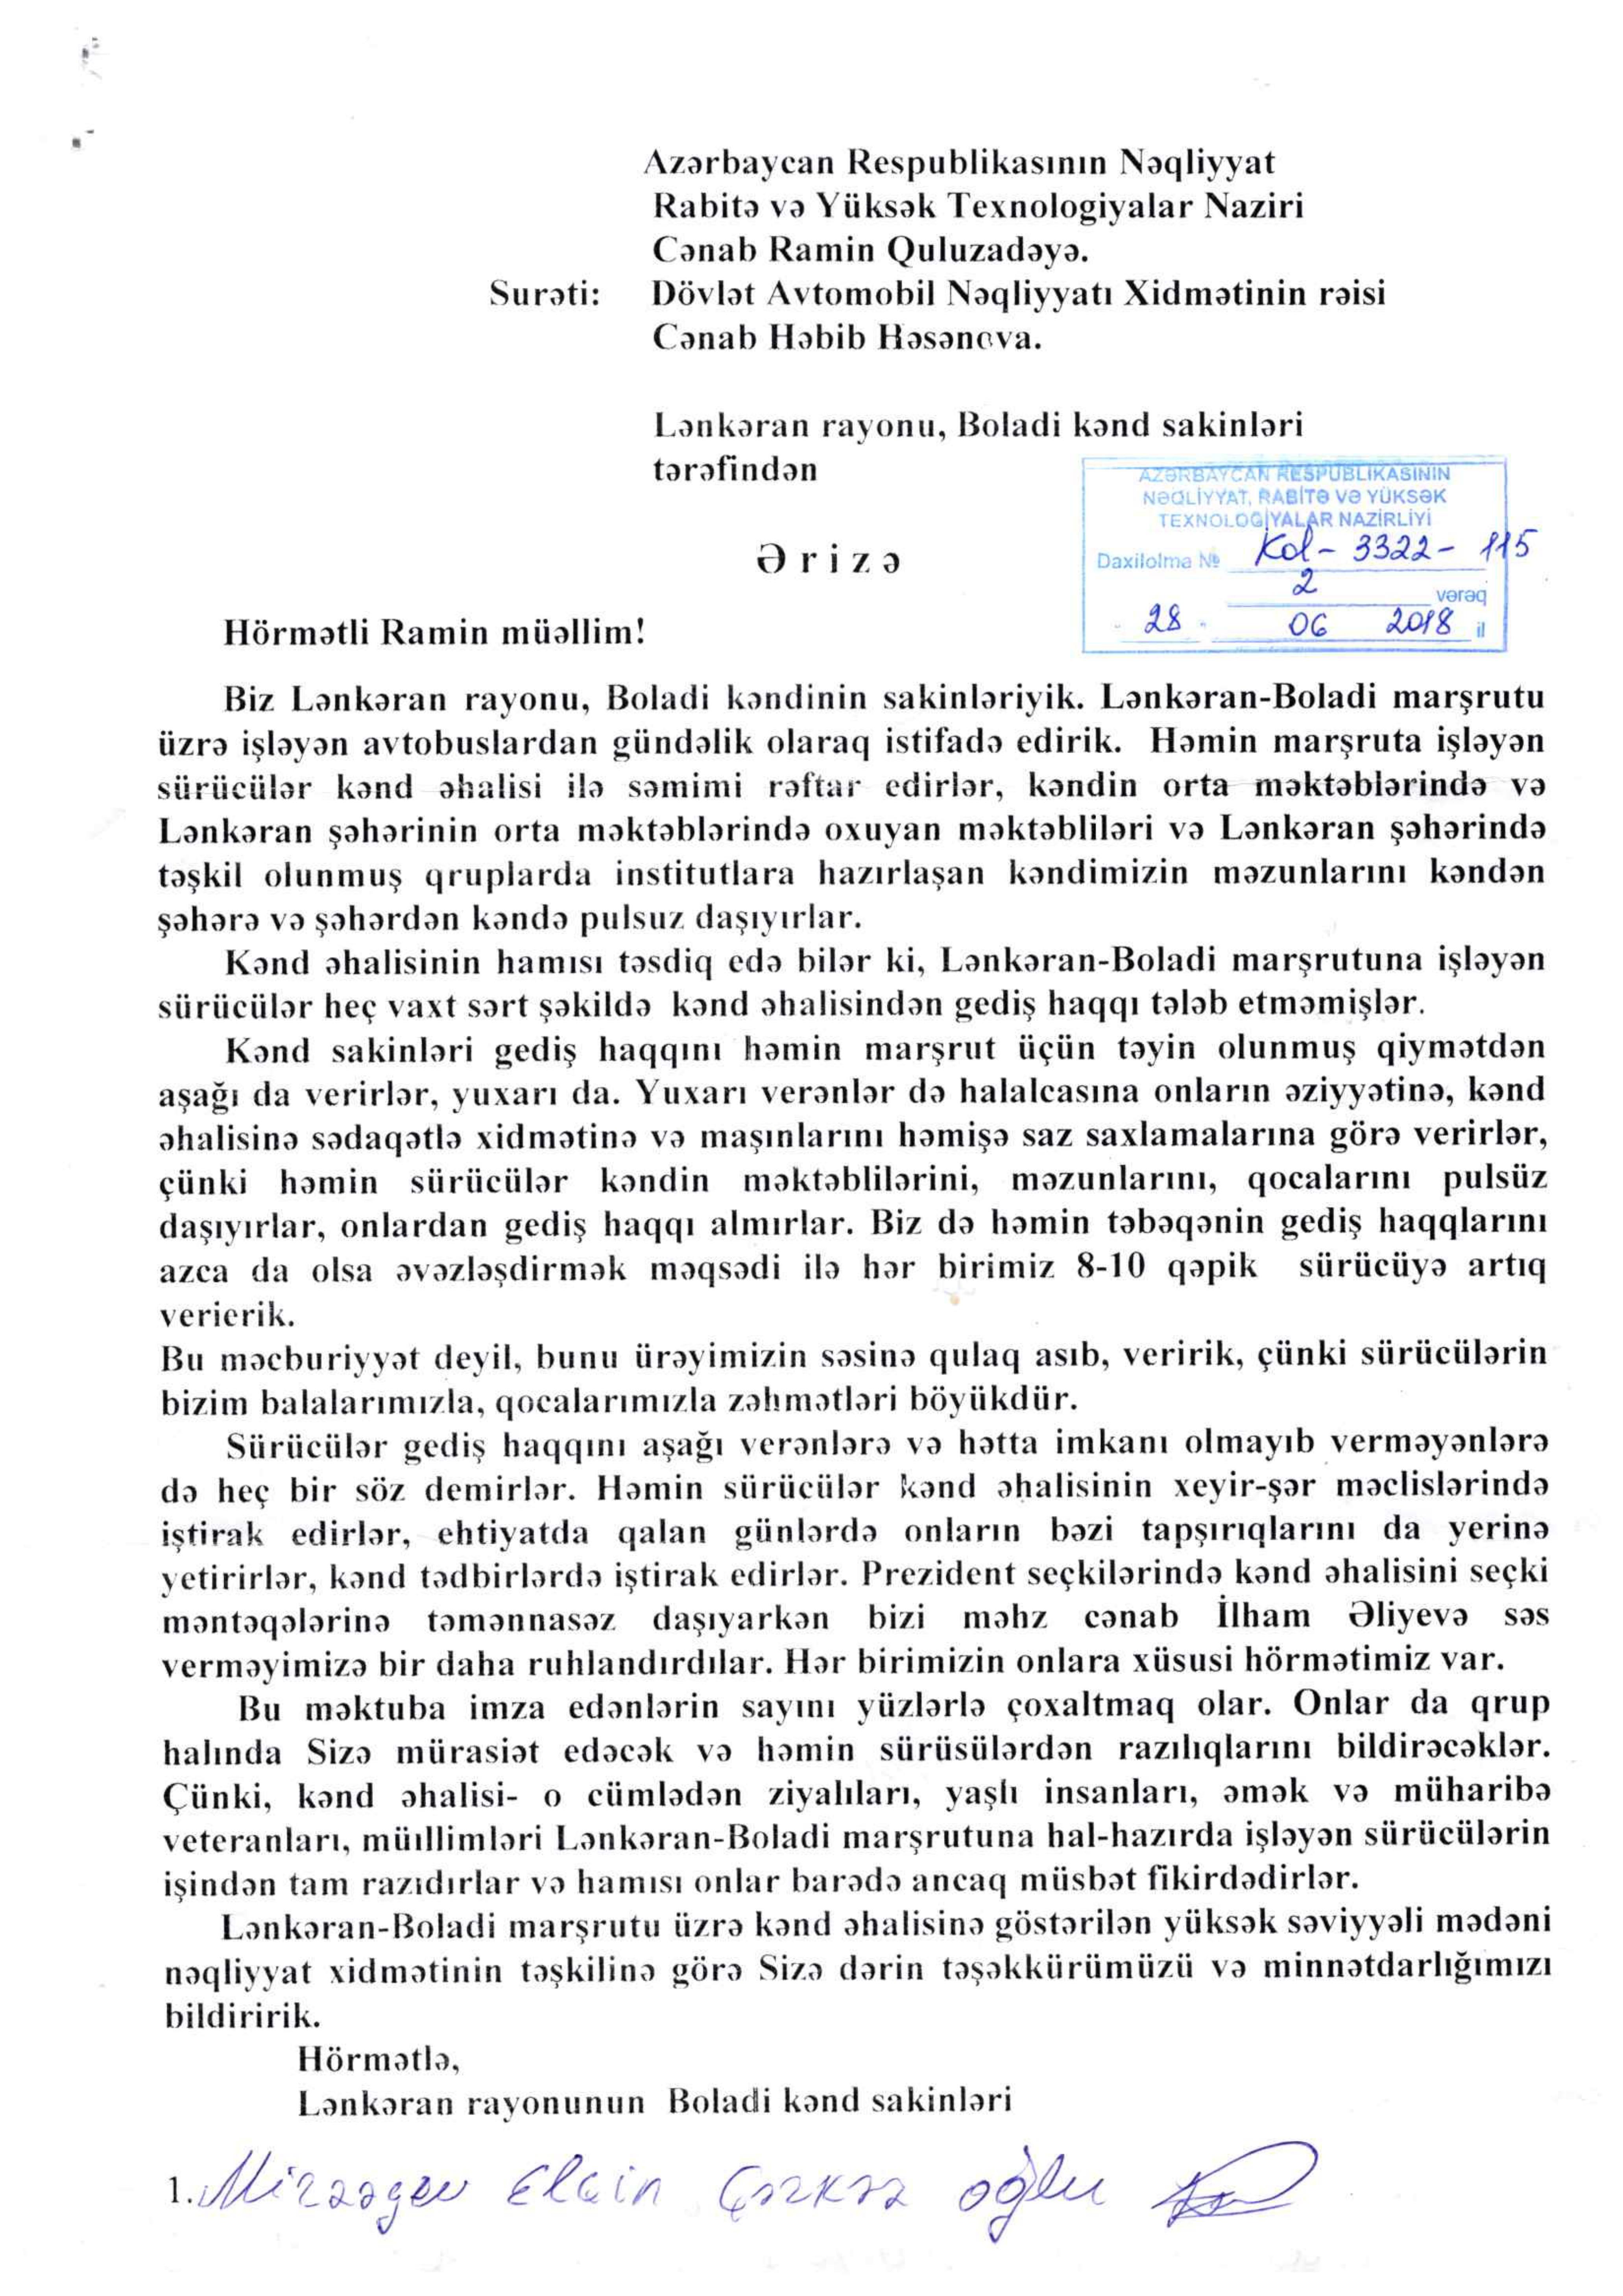 Azərbaycan Respublikasının Nəqliyyat
Rabitə və Yüksək Texnologiyalar Naziri
Cənab Ramin Quluzadəyə.
Surəti: Dövlət Avtomobil Nəqliyyatı Xidmətinin rəisi
Cənab Həbib Həsənova.
Lənkəran rayonu, Boladi kənd sakinləri
tərəfindən
AZƏRBAYCAN RESPUBLİKASININ
NƏQLİYYAT, RABİTƏ VƏ YÜKSƏK
TEXNOLOGİYALAR NAZİRLİYİ
Daxilolma № Kol- 3322- 115
2 vərəq
28 06 2018 il
Ə r i z ə
Hörmətli Ramin müəllim!
Biz Lənkəran rayonu, Boladi kəndinin sakinləriyik. Lənkəran-Boladi marşrutu
üzrə işləyən avtobuslardan gündəlik olaraq istifadə edirik. Həmin marşruta işləyən
sürücülər kənd əhalisi ilə səmimi rəftar edirlər, kəndin orta məktəblərində və
Lənkəran şəhərinin orta məktəblərində oxuyan məktəbliləri və Lənkəran şəhərində
təşkil olunmuş qruplarda institutlara hazırlaşan kəndimizin məzunlarını kəndən
şəhərə və şəhərdən kəndə pulsuz daşıyırlar.
Kənd əhalisinin hamısı təsdiq edə bilər ki, Lənkəran-Boladi marşrutuna işləyən
sürücülər heç vaxt sərt şəkildə kənd əhalisindən gediş haqqı tələb etməmişlər.
Kənd sakinləri gediş haqqını həmin marşrut üçün təyin olunmuş qiymətdən
aşağı da verirlər, yuxarı da. Yuxarı verənlər də halalcasına onların əziyyətinə, kənd
əhalisinə sədaqətlə xidmətinə və maşınlarını həmişə saz saxlamalarına görə verirlər,
çünki həmin sürücülər kəndin məktəblilərini, məzunlarını, qocalarını pulsüz
daşıyırlar, onlardan gediş haqqı almırlar. Biz də həmin təbəqənin gediş haqqlarını
azca da olsa əvəzləşdirmək məqsədi ilə hər birimiz 8-10 qəpik sürücüyə artıq
verierik.
Bu məcburiyyət deyil, bunu ürəyimizin səsinə qulaq asıb, veririk, çünki sürücülərin
bizim balalarımızla, qocalarımızla zəhmətləri böyükdür.
Sürücülər gediş haqqını aşağı verənlərə və hətta imkanı olmayıb verməyənlərə
də heç bir söz demirlər. Həmin sürücülər kənd əhalisinin xeyir-şər məclislərində
iştirak edirlər, ehtiyatda qalan günlərdə onların bəzi tapşırıqlarını da yerinə
yetirirlər, kənd tədbirlərdə iştirak edirlər. Prezident seçkilərində kənd əhalisini seçki
məntəqələrinə təmənnasəz daşıyarkən bizi məhz cənab İlham Əliyevə səs
verməyimizə bir daha ruhlandırdılar. Hər birimizin onlara xüsusi hörmətimiz var.
Bu məktuba imza edənlərin sayını yüzlərlə çoxaltmaq olar. Onlar da qrup
halında Sizə mürasiət edəcək və həmin sürüsülərdən razılıqlarını bildirəcəklər.
Çünki, kənd əhalisi- o cümlədən ziyalıları, yaşlı insanları, əmək və müharibə
veteranları, müıllimləri Lənkəran-Boladi marşrutuna hal-hazırda işləyən sürücülərin
işindən tam razıdırlar və hamısı onlar barədə ancaq müsbət fikirdədirlər.
Lənkəran-Boladi marşrutu üzrə kənd əhalisinə göstərilən yüksək səviyyəli mədəni
nəqliyyat xidmətinin təşkilinə görə Sizə dərin təşəkkürümüzü və minnətdarlığımızı
bildiririk.
Hörmətlə,
Lənkəran rayonunun Boladi kənd sakinləri
1. Mirzəgev Elçin Çərkəz oğlu